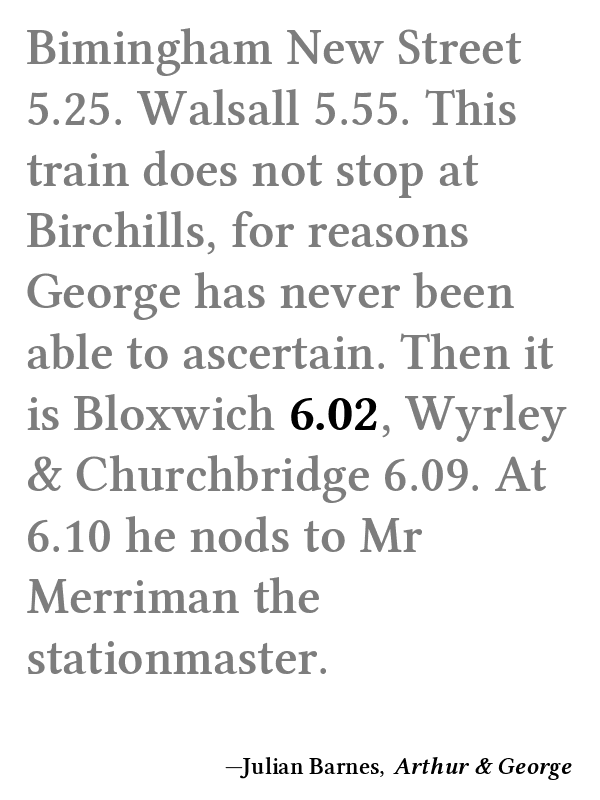 Bimingham New Street
5.25. Walsall 5.55. This
train does not stop at
Birchills, for reasons
George has never been
able to ascertain. Then it
is Bloxwich 6.02, Wyrley
& Churchbridge 6.09. At
6.10 he nods to Mr
Merriman the
stationmaster.
—Julian Barnes, Arthur & George